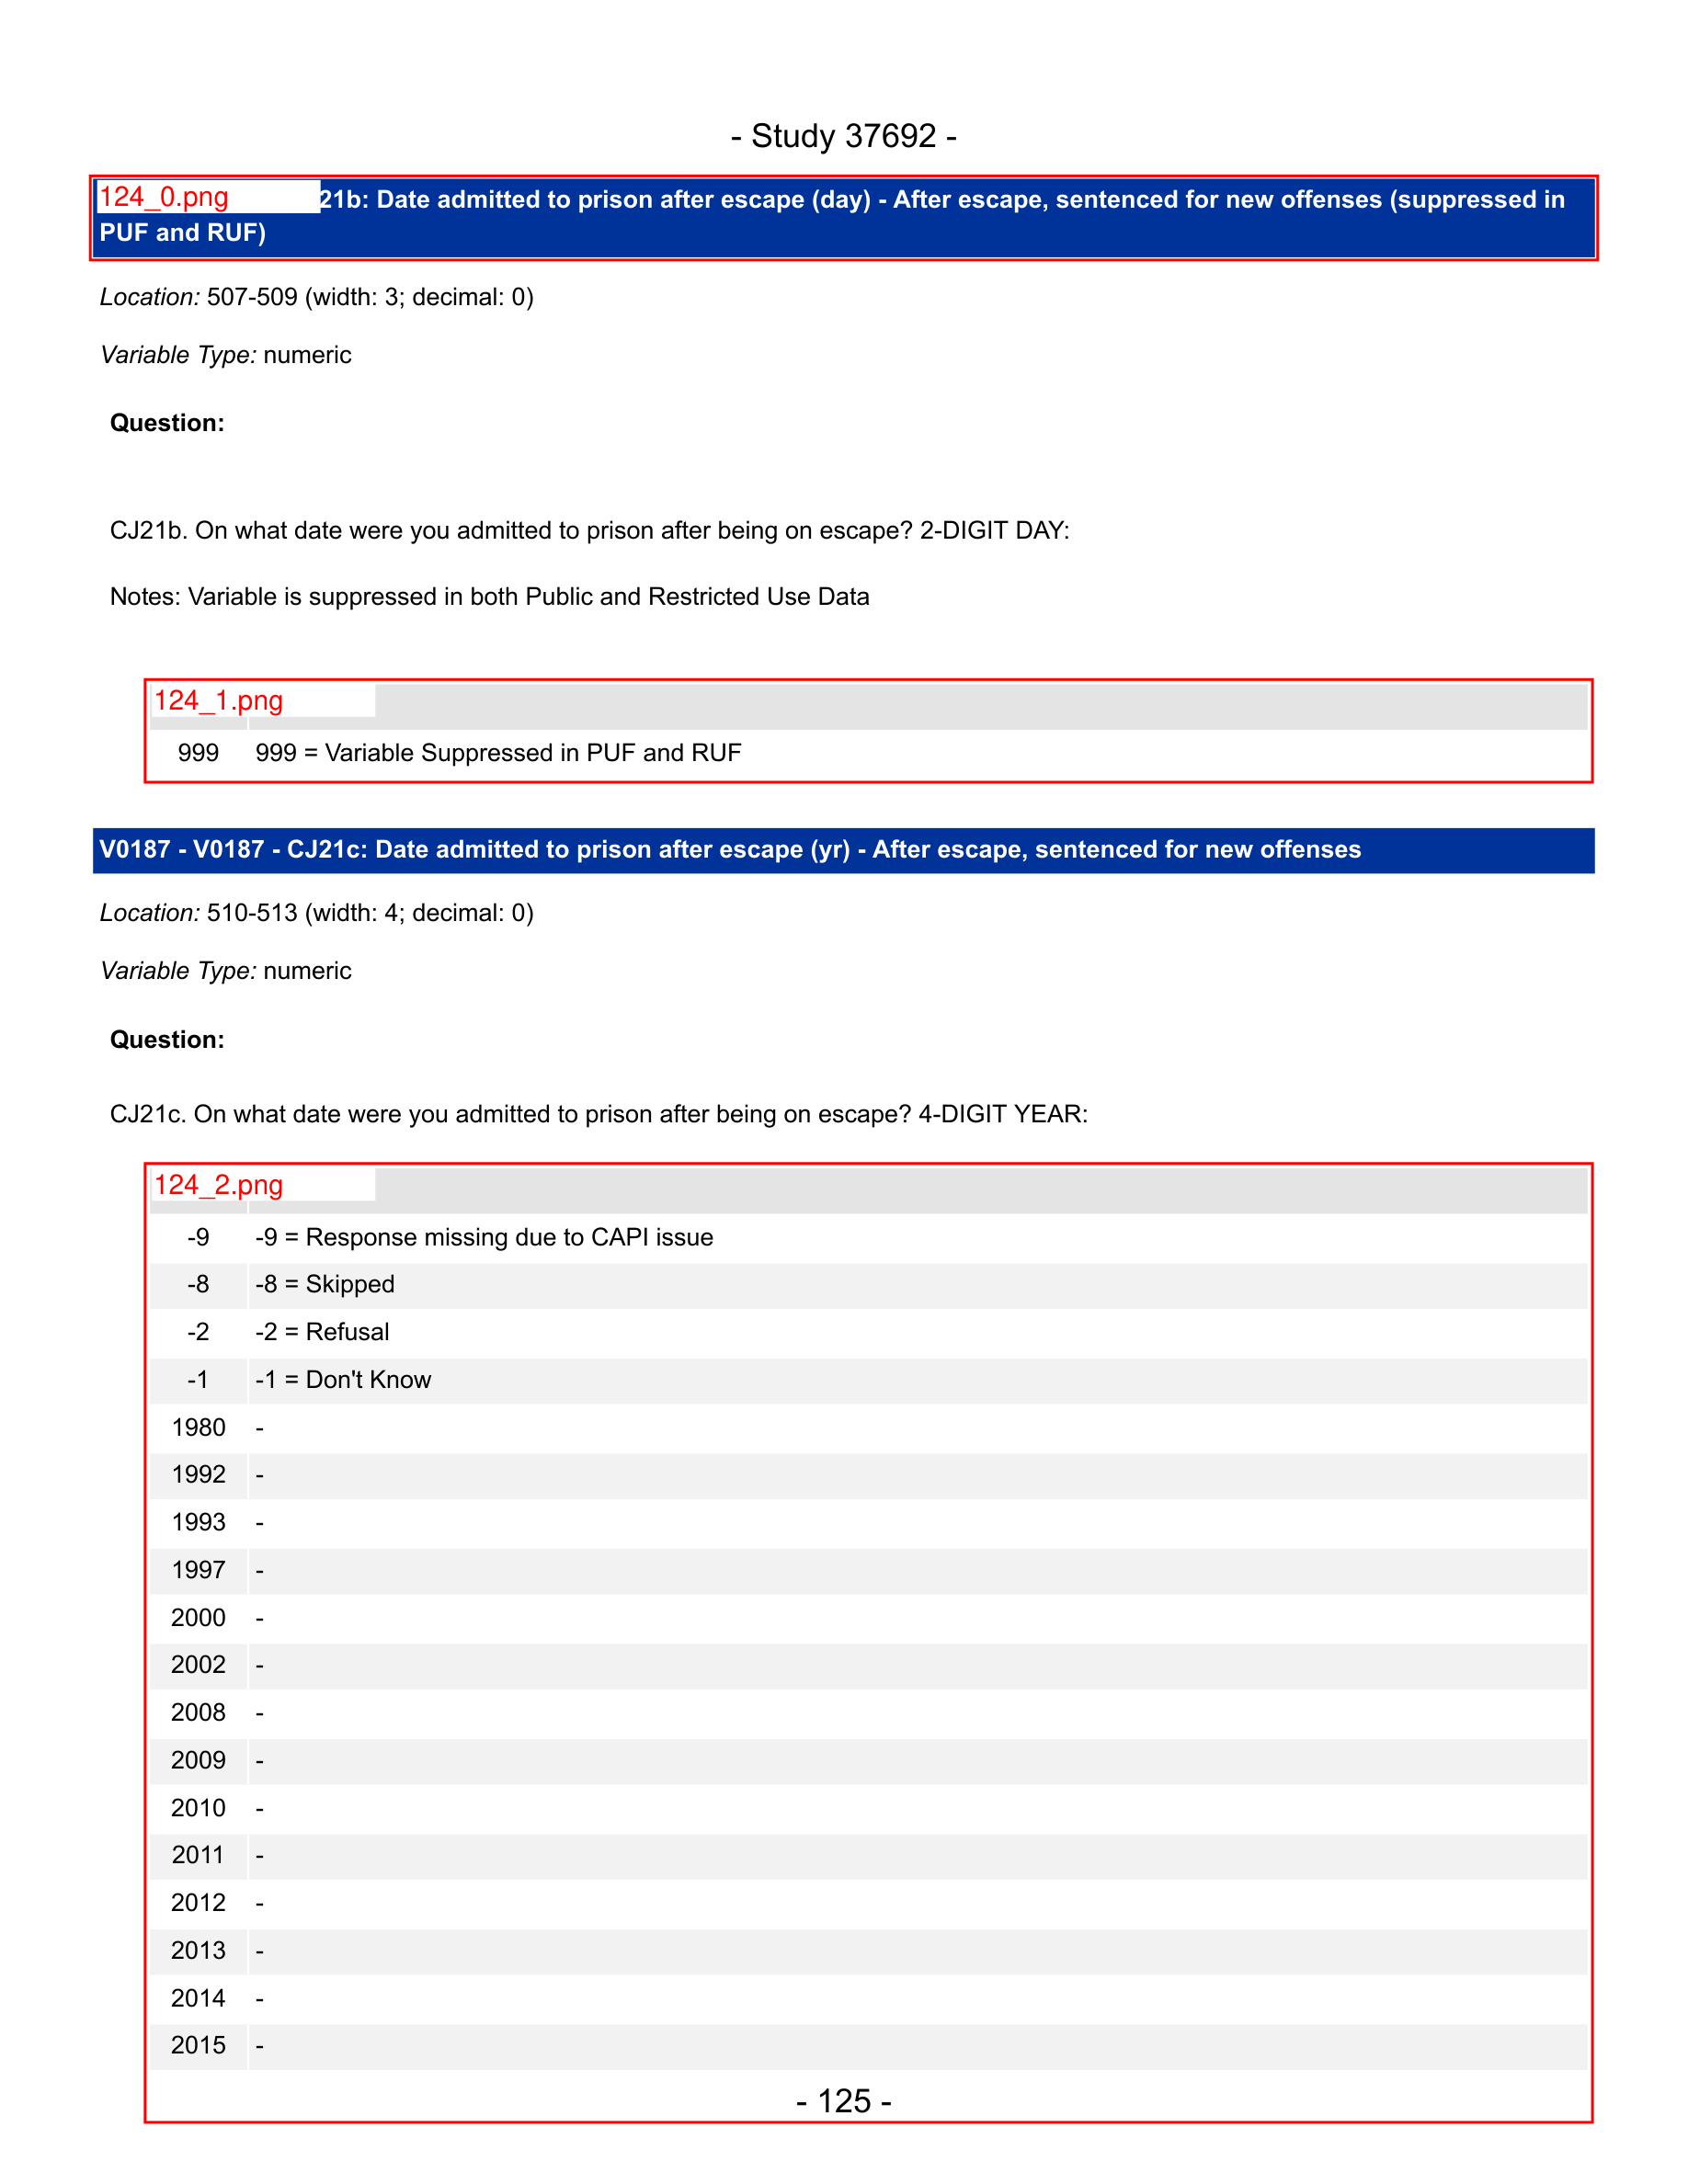 - Study 37692 -
124_0.png 21b: Date admitted to prison after escape (day) - After escape, sentenced for new offenses (suppressed in
PUF and RUF)
Location: 507-509 (width: 3; decimal: 0)
Variable Type: numeric
Question:
CJ21b. On what date were you admitted to prison after being on escape? 2-DIGIT DAY:
Notes: Variable is suppressed in both Public and Restricted Use Data
124_1.png
999 999 = Variable Suppressed in PUF and RUF
V0187 - V0187 - CJ21c: Date admitted to prison after escape (yr) - After escape, sentenced for new offenses
Location: 510-513 (width: 4; decimal: 0)
Variable Type: numeric
Question:
CJ21c. On what date were you admitted to prison after being on escape? 4-DIGIT YEAR:
124_2.png
-9 -9 = Response missing due to CAPI issue
-8 -8 = Skipped
-2 -2 = Refusal
-1 -1 = Don't Know
1980 -
1992 -
1993 -
1997 -
2000 -
2002 -
2008 -
2009 -
2010 -
2011 -
2012 -
2013 -
2014 -
2015 -
- 125 -